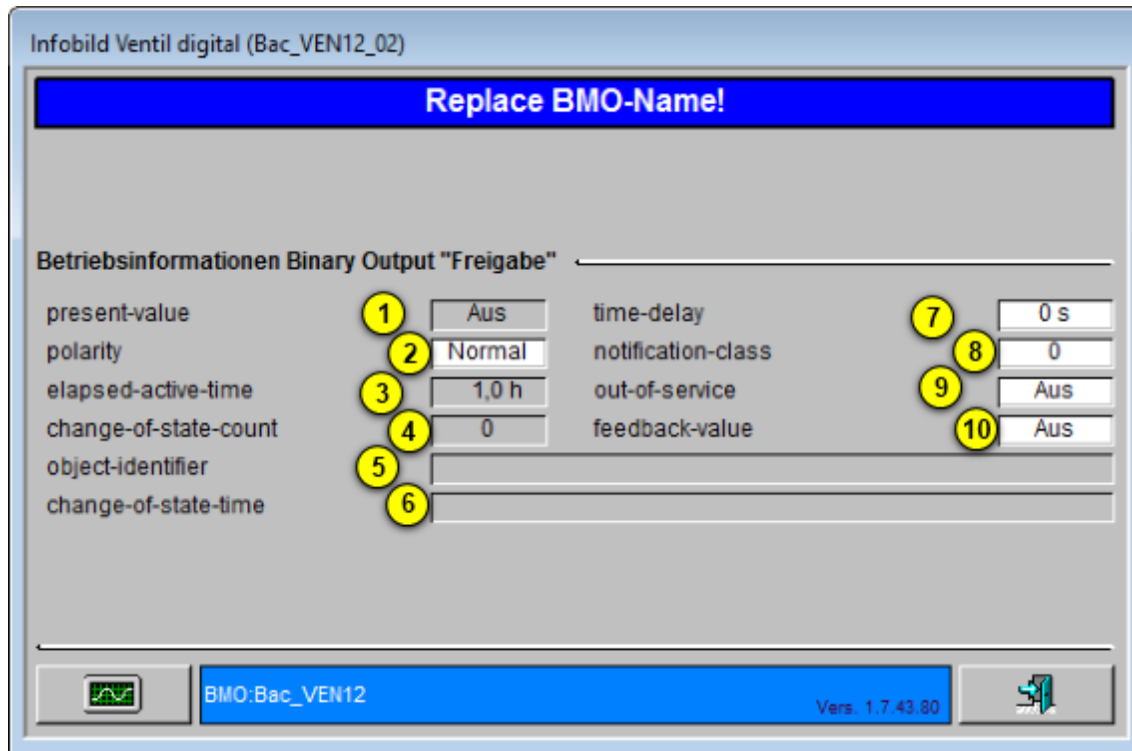 Infobild Ventil digital (Bac_VEN12_02)
Replace BMO-Name!
Betriebsinformationen Binary Output "Freigabe"
present-value 1 Aus time-delay 7 0 s
polarity 2 Normal notification-class 8 0
elapsed-active-time 3 1,0 h out-of-service 9 Aus
change-of-state-count 4 0 feedback-value 10 Aus
object-identifier 5
change-of-state-time 6
BMO:Bac_VEN12 Vers. 1.7.43.80